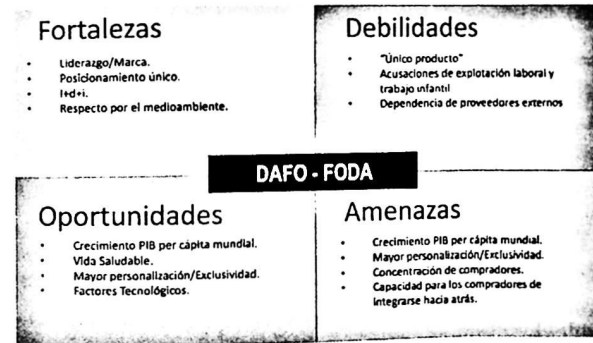 Fortalezas
• Liderazgo/Marca.
• Posicionamiento único.
• I+d+i.
• Respecto por el medioambiente.
Debilidades
• "Único producto"
• Acusaciones de explotación laboral y
trabajo infantil
• Dependencia de proveedores externos
DAFO - FODA
Oportunidades
• Crecimiento PIB per cápita mundial.
• Vida Saludable.
• Mayor personalización/Exclusividad.
• Factores Tecnológicos.
Amenazas
• Crecimiento PIB per cápita mundial.
• Mayor personalización/Exclusividad.
• Concentración de compradores.
• Capacidad para los compradores de
integrarse hacia atrás.